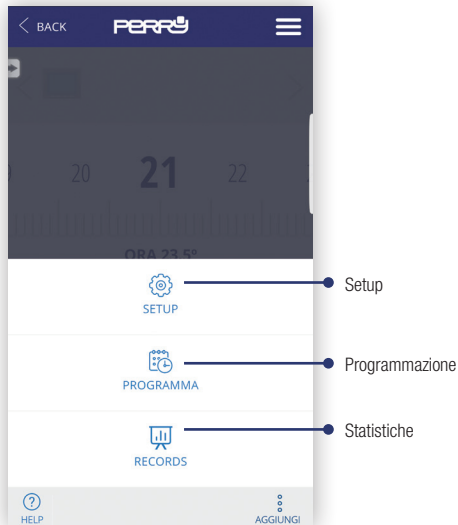 BACK PERRY
20 21 22
ORA 23.5°
SETUP Setup
PROGRAMMA Programmazione
RECORDS Statistiche
HELP AGGIUNGI